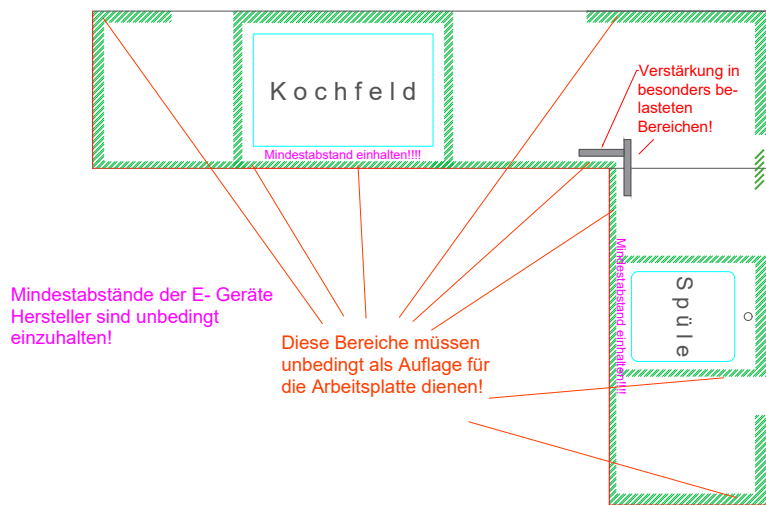 Kochfeld
Mindestabstand einhalten!!!!
Verstärkung in
besonders be-
lasteten
Bereichen!
Mindestabstand einhalten!!!!
Spüle
Mindestabstände der E- Geräte
Hersteller sind unbedingt
einzuhalten!
Diese Bereiche müssen
unbedingt als Auflage für
die Arbeitsplatte dienen!